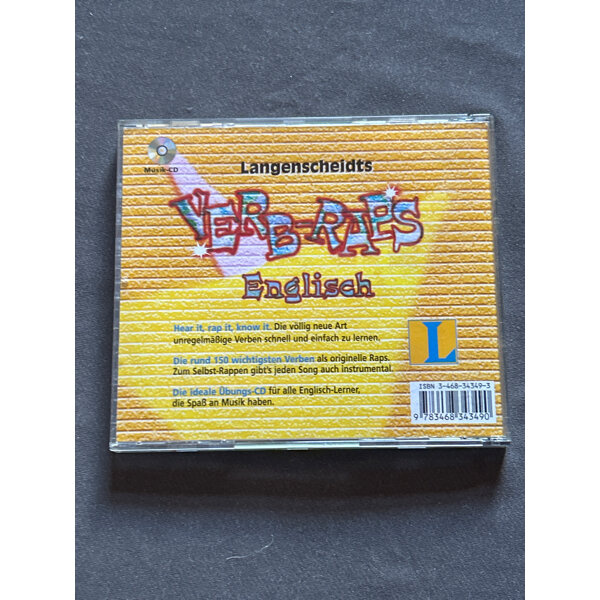 Musik-CD
Langenscheidts
VERB-RAPS
Englisch
Hear it, rap it, know it. Die völlig neue Art
unregelmäßige Verben schnell und einfach zu lernen.
Die rund 150 wichtigsten Verben als originelle Raps.
Zum Selbst-Rappen gibt's jeden Song auch instrumental.
Die ideale Übungs-CD für alle Englisch-Lerner,
die Spaß an Musik haben.
L
ISBN 3-468-34349-3
9 783468 343490